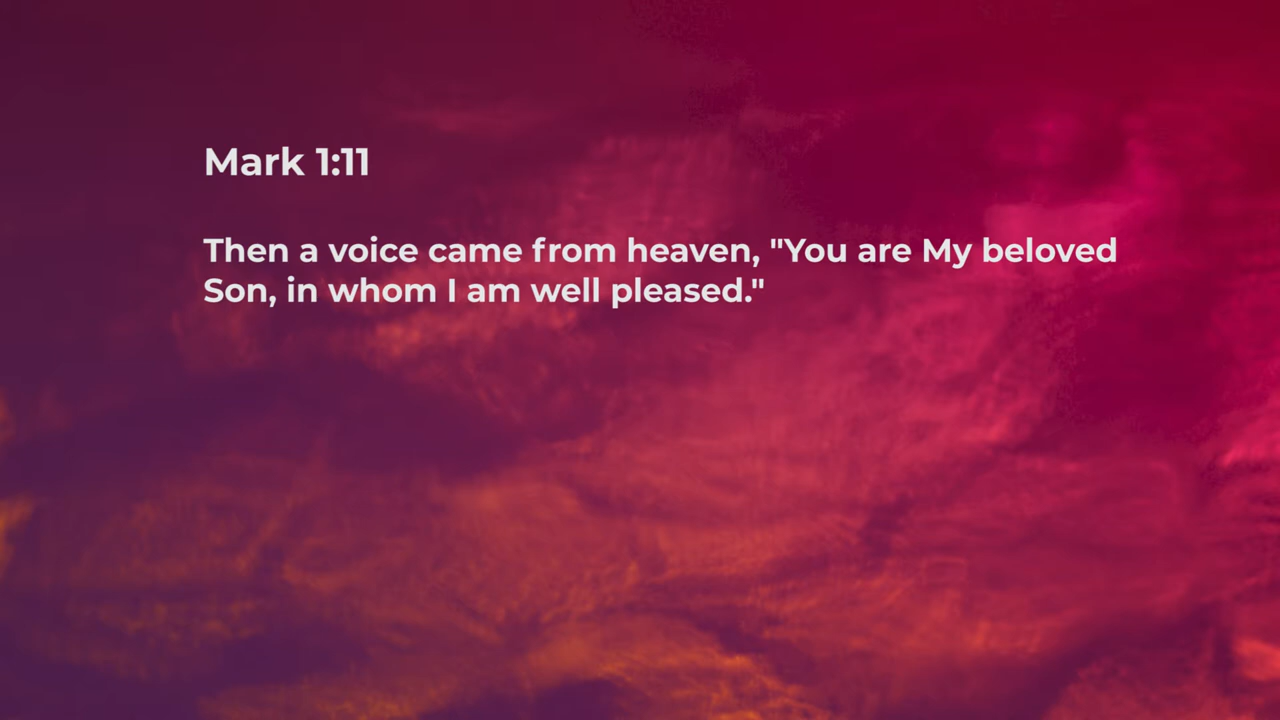 Mark 1:11
Then a voice came from heaven, "You are My beloved
Son, in whom I am well pleased."